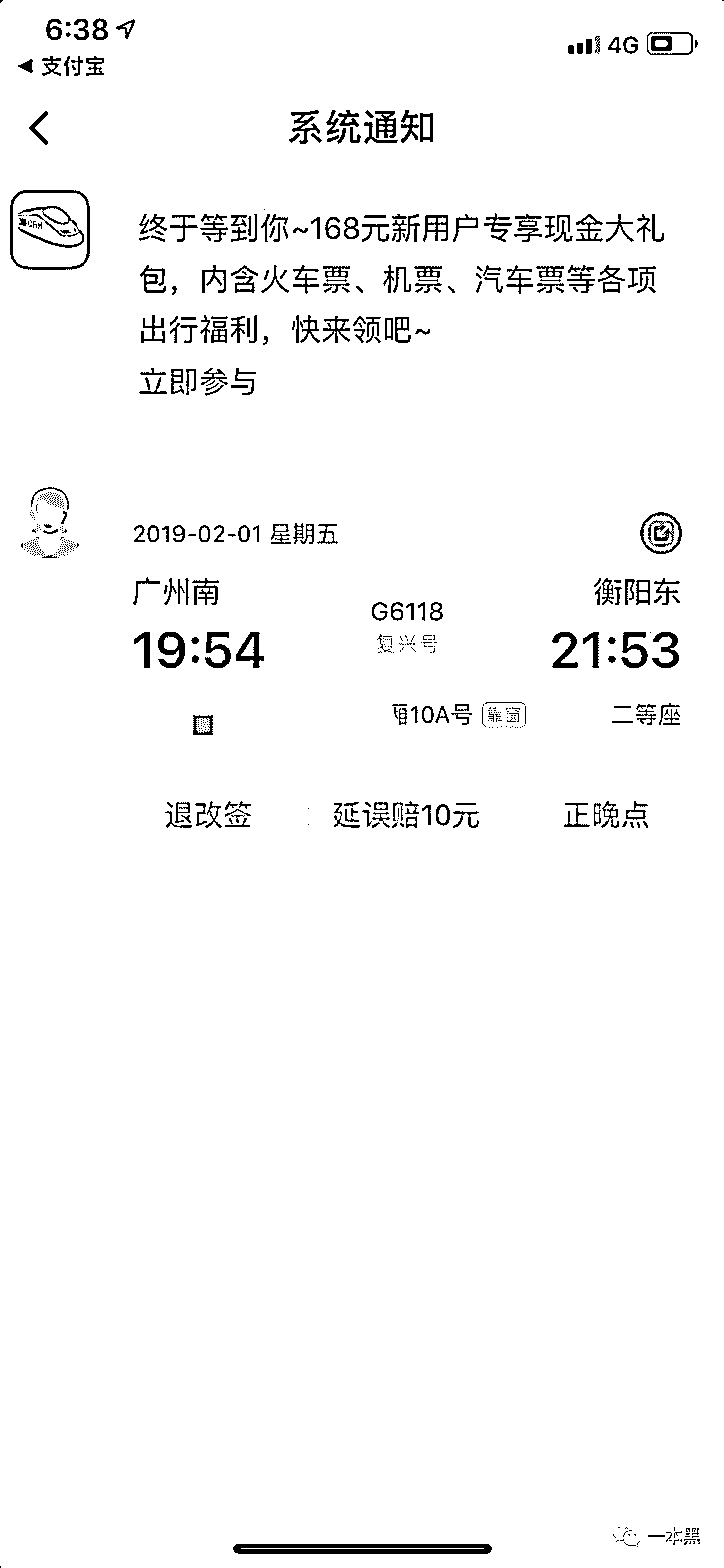 6:38
4G
支付宝
系统通知
CRH
终于等到你~168元新用户专享现金大礼
包，内含火车票、机票、汽车票等各项
出行福利，快来领吧~
立即参与
2019-02-01 星期五
广州南
衡阳东
G6118
19:54
复兴号
21:53
10A号 靠窗
二等座
退改签
延误赔10元
正晚点
一本黑